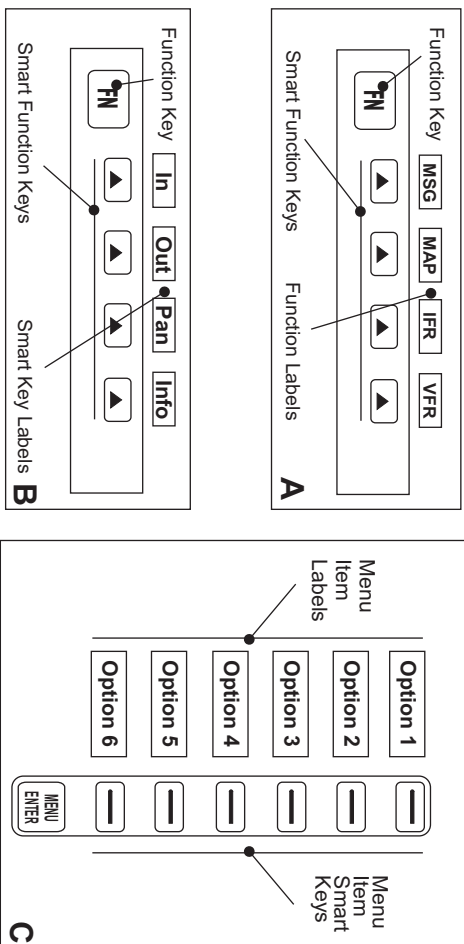 Function Key
MSG
MAP
IFR
VFR
FN
Smart Function Keys
Function Labels
A
Function Key
In
Out
Pan
Info
FN
Smart Function Keys
Smart Key Labels
B
Menu
Item
Labels
Option 1
Option 2
Option 3
Option 4
Option 5
Option 6
MENU
ENTER
Menu
Item
Smart
Keys
C